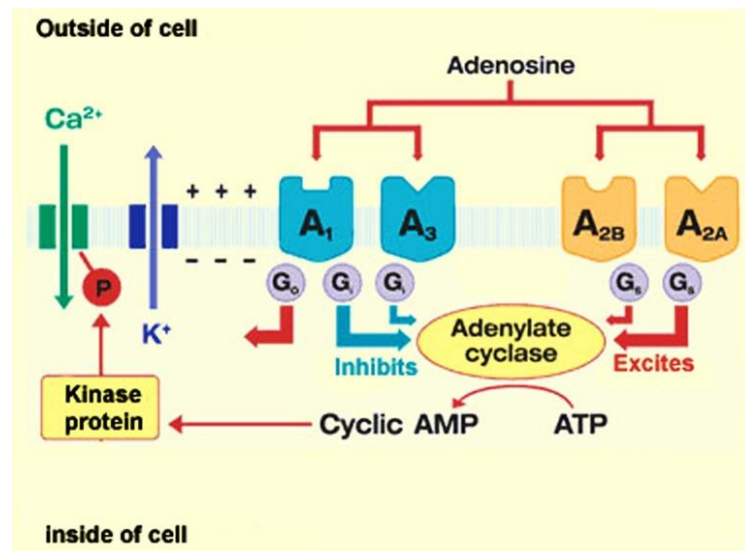 Outside of cell
Adenosine
Ca²⁺
+ + +
A₁
A₃
A₂B
A₂A
- - -
P
Gₒ
Gᵢ
Gᵢ
Gₛ
Gₛ
K⁺
Adenylate
cyclase
Inhibits
Excites
Kinase
protein
Cyclic AMP
ATP
inside of cell